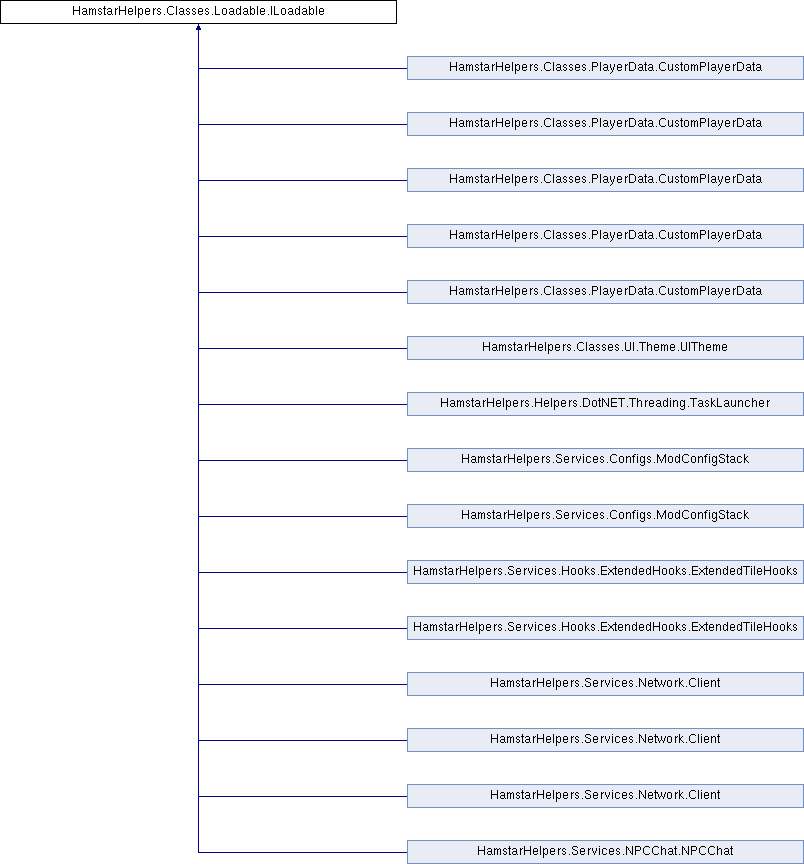 HamstarHelpers.Classes.Loadable.ILoadable
HamstarHelpers.Classes.PlayerData.CustomPlayerData
HamstarHelpers.Classes.PlayerData.CustomPlayerData
HamstarHelpers.Classes.PlayerData.CustomPlayerData
HamstarHelpers.Classes.PlayerData.CustomPlayerData
HamstarHelpers.Classes.PlayerData.CustomPlayerData
HamstarHelpers.Classes.UI.Theme.UITheme
HamstarHelpers.Helpers.DotNET.Threading.TaskLauncher
HamstarHelpers.Services.Configs.ModConfigStack
HamstarHelpers.Services.Configs.ModConfigStack
HamstarHelpers.Services.Hooks.ExtendedHooks.ExtendedTileHooks
HamstarHelpers.Services.Hooks.ExtendedHooks.ExtendedTileHooks
HamstarHelpers.Services.Network.Client
HamstarHelpers.Services.Network.Client
HamstarHelpers.Services.Network.Client
HamstarHelpers.Services.NPCChat.NPCChat